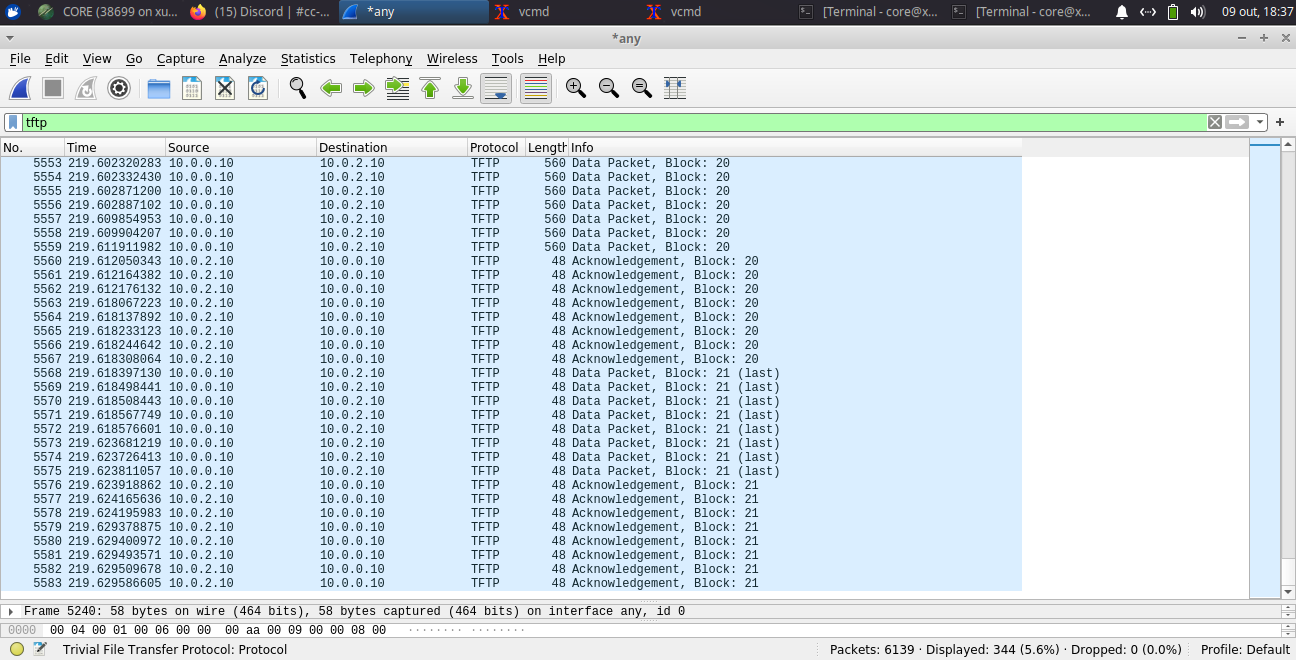 CORE (38699 on xu... (15) Discord | #cc-... *any vcmd vcmd [Terminal - core@x... [Terminal - core@x... 09 out, 18:37
*any
File Edit View Go Capture Analyze Statistics Telephony Wireless Tools Help
tftp
No. Time Source Destination Protocol Length Info
5553 219.602320283 10.0.0.10 10.0.2.10 TFTP 560 Data Packet, Block: 20
5554 219.602332430 10.0.0.10 10.0.2.10 TFTP 560 Data Packet, Block: 20
5555 219.602871200 10.0.0.10 10.0.2.10 TFTP 560 Data Packet, Block: 20
5556 219.602887102 10.0.0.10 10.0.2.10 TFTP 560 Data Packet, Block: 20
5557 219.609854953 10.0.0.10 10.0.2.10 TFTP 560 Data Packet, Block: 20
5558 219.609904207 10.0.0.10 10.0.2.10 TFTP 560 Data Packet, Block: 20
5559 219.611911982 10.0.0.10 10.0.2.10 TFTP 560 Data Packet, Block: 20
5560 219.612050343 10.0.2.10 10.0.0.10 TFTP 48 Acknowledgement, Block: 20
5561 219.612164382 10.0.2.10 10.0.0.10 TFTP 48 Acknowledgement, Block: 20
5562 219.612176132 10.0.2.10 10.0.0.10 TFTP 48 Acknowledgement, Block: 20
5563 219.618067223 10.0.2.10 10.0.0.10 TFTP 48 Acknowledgement, Block: 20
5564 219.618137892 10.0.2.10 10.0.0.10 TFTP 48 Acknowledgement, Block: 20
5565 219.618233123 10.0.2.10 10.0.0.10 TFTP 48 Acknowledgement, Block: 20
5566 219.618244642 10.0.2.10 10.0.0.10 TFTP 48 Acknowledgement, Block: 20
5567 219.618308064 10.0.2.10 10.0.0.10 TFTP 48 Acknowledgement, Block: 20
5568 219.618397130 10.0.0.10 10.0.2.10 TFTP 48 Data Packet, Block: 21 (last)
5569 219.618498441 10.0.0.10 10.0.2.10 TFTP 48 Data Packet, Block: 21 (last)
5570 219.618508443 10.0.0.10 10.0.2.10 TFTP 48 Data Packet, Block: 21 (last)
5571 219.618567749 10.0.0.10 10.0.2.10 TFTP 48 Data Packet, Block: 21 (last)
5572 219.618576601 10.0.0.10 10.0.2.10 TFTP 48 Data Packet, Block: 21 (last)
5573 219.623681219 10.0.0.10 10.0.2.10 TFTP 48 Data Packet, Block: 21 (last)
5574 219.623726413 10.0.0.10 10.0.2.10 TFTP 48 Data Packet, Block: 21 (last)
5575 219.623811057 10.0.0.10 10.0.2.10 TFTP 48 Data Packet, Block: 21 (last)
5576 219.623918862 10.0.2.10 10.0.0.10 TFTP 48 Acknowledgement, Block: 21
5577 219.624165636 10.0.2.10 10.0.0.10 TFTP 48 Acknowledgement, Block: 21
5578 219.624195983 10.0.2.10 10.0.0.10 TFTP 48 Acknowledgement, Block: 21
5579 219.629378875 10.0.2.10 10.0.0.10 TFTP 48 Acknowledgement, Block: 21
5580 219.629400972 10.0.2.10 10.0.0.10 TFTP 48 Acknowledgement, Block: 21
5581 219.629493571 10.0.2.10 10.0.0.10 TFTP 48 Acknowledgement, Block: 21
5582 219.629509678 10.0.2.10 10.0.0.10 TFTP 48 Acknowledgement, Block: 21
5583 219.629586605 10.0.2.10 10.0.0.10 TFTP 48 Acknowledgement, Block: 21
Frame 5240: 58 bytes on wire (464 bits), 58 bytes captured (464 bits) on interface any, id 0
0000 00 04 00 01 00 06 00 00 00 aa 00 09 00 00 08 00 ········ ········
Trivial File Transfer Protocol: Protocol Packets: 6139 · Displayed: 344 (5.6%) · Dropped: 0 (0.0%) Profile: Default